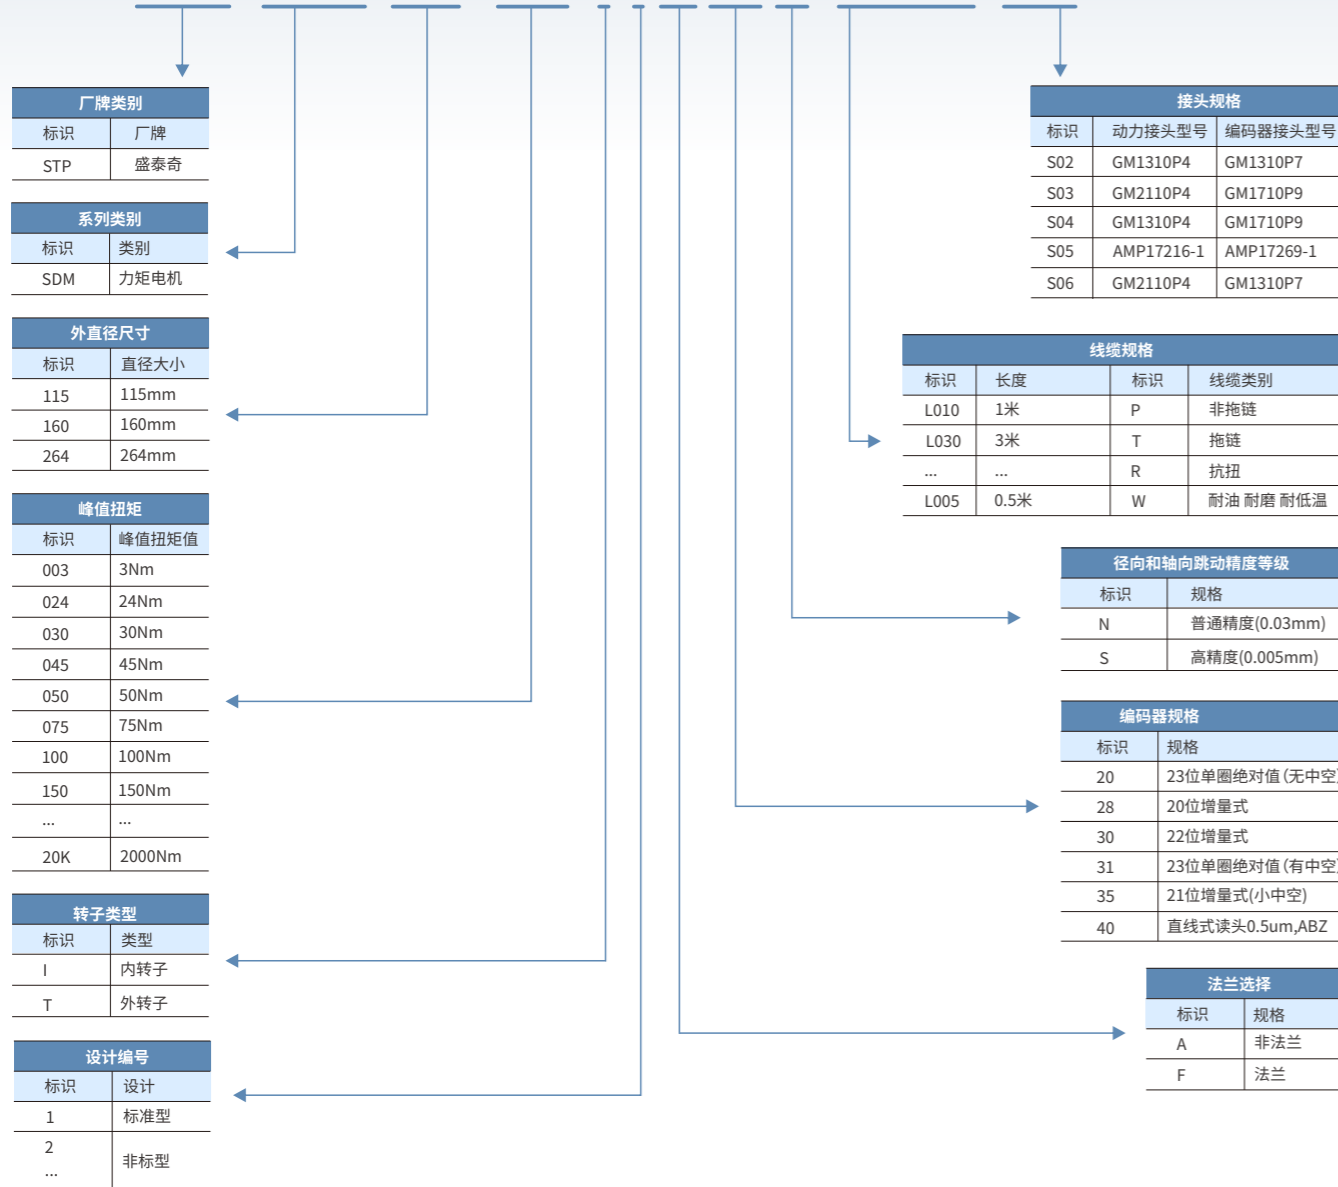 厂牌类别
标识 厂牌
STP 盛泰奇
系列类别
标识 类别
SDM 力矩电机
外直径尺寸
标识 直径大小
115 115mm
160 160mm
264 264mm
峰值扭矩
标识 峰值扭矩值
003 3Nm
024 24Nm
030 30Nm
045 45Nm
050 50Nm
075 75Nm
100 100Nm
150 150Nm
... ...
20K 2000Nm
转子类型
标识 类型
I 内转子
T 外转子
设计编号
标识 设计
1 标准型
2
... 非标型
接头规格
标识 动力接头型号 编码器接头型号
S02 GM1310P4 GM1310P7
S03 GM2110P4 GM1710P9
S04 GM1310P4 GM1710P9
S05 AMP17216-1 AMP17269-1
S06 GM2110P4 GM1310P7
线缆规格
标识 长度 标识 线缆类别
L010 1米 P 非拖链
L030 3米 T 拖链
... ... R 抗扭
L005 0.5米 W 耐油 耐磨 耐低温
径向和轴向跳动精度等级
标识 规格
N 普通精度(0.03mm)
S 高精度(0.005mm)
编码器规格
标识 规格
20 23位单圈绝对值(无中空)
28 20位增量式
30 22位增量式
31 23位单圈绝对值(有中空)
35 21位增量式(小中空)
40 直线式读头0.5um,ABZ
法兰选择
标识 规格
A 非法兰
F 法兰